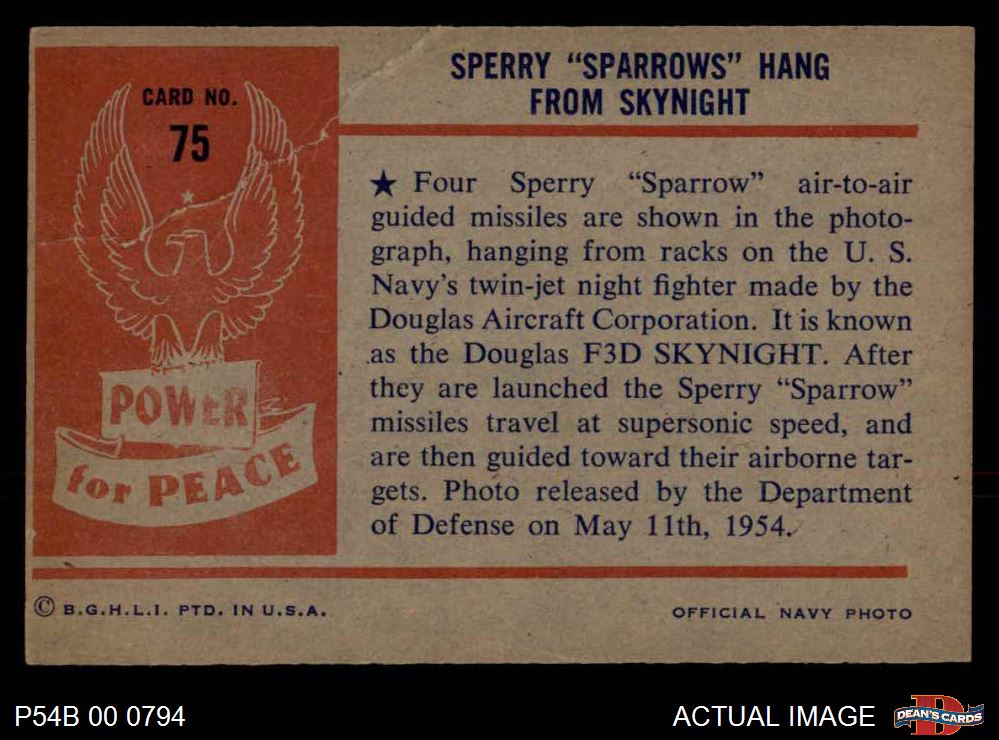 CARD NO.
75
POWER
for PEACE
SPERRY “SPARROWS” HANG
FROM SKYNIGHT
★ Four Sperry “Sparrow” air-to-air
guided missiles are shown in the photo-
graph, hanging from racks on the U. S.
Navy’s twin-jet night fighter made by the
Douglas Aircraft Corporation. It is known
as the Douglas F3D SKYNIGHT. After
they are launched the Sperry “Sparrow”
missiles travel at supersonic speed, and
are then guided toward their airborne tar-
gets. Photo released by the Department
of Defense on May 11th, 1954.
© B.G.H.L.I. PTD. IN U.S.A.
OFFICIAL NAVY PHOTO
P54B 00 0794
ACTUAL IMAGE
DEAN'S CARDS